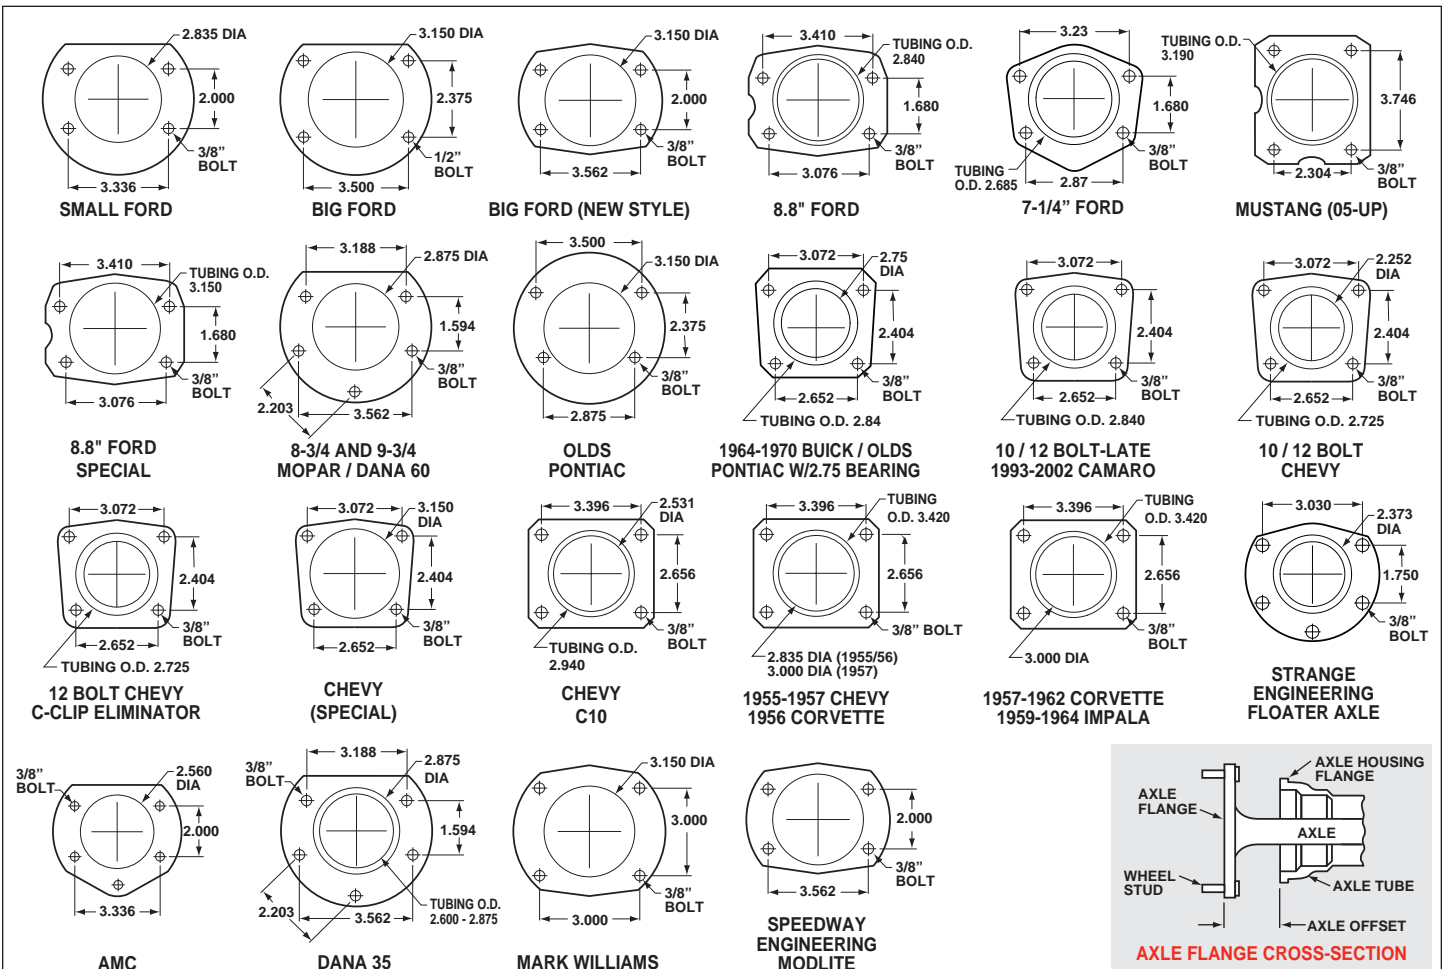 2.835 DIA
2.000
3/8”
BOLT
3.336
SMALL FORD
3.150 DIA
2.375
1/2”
BOLT
3.500
BIG FORD
3.150 DIA
2.000
3/8”
BOLT
3.562
BIG FORD (NEW STYLE)
3.410
TUBING O.D.
2.840
1.680
3/8”
BOLT
3.076
8.8" FORD
3.23
1.680
3/8”
BOLT
TUBING
O.D. 2.685
2.87
7-1/4” FORD
TUBING O.D.
3.190
3.746
3/8”
BOLT
2.304
MUSTANG (05-UP)
3.410
TUBING O.D.
3.150
1.680
3/8”
BOLT
3.076
8.8" FORD
SPECIAL
3.188
2.875 DIA
1.594
3/8”
BOLT
2.203
3.562
8-3/4 AND 9-3/4
MOPAR / DANA 60
3.500
3.150 DIA
2.375
3/8”
BOLT
2.875
OLDS
PONTIAC
3.072
2.75
DIA
2.404
3/8”
BOLT
2.652
TUBING O.D. 2.84
1964-1970 BUICK / OLDS
PONTIAC W/2.75 BEARING
3.072
2.404
3/8”
BOLT
2.652
TUBING O.D. 2.840
10 / 12 BOLT-LATE
1993-2002 CAMARO
3.072
2.252
DIA
2.404
3/8”
BOLT
2.652
TUBING O.D. 2.725
10 / 12 BOLT
CHEVY
3.072
2.404
3/8”
BOLT
2.652
TUBING O.D. 2.725
12 BOLT CHEVY
C-CLIP ELIMINATOR
3.072
3.150
DIA
2.404
3/8”
BOLT
2.652
CHEVY
(SPECIAL)
3.396
2.531
DIA
2.656
3/8”
BOLT
TUBING O.D.
2.940
CHEVY
C10
3.396
TUBING
O.D. 3.420
2.656
3/8” BOLT
2.835 DIA (1955/56)
3.000 DIA (1957)
1955-1957 CHEVY
1956 CORVETTE
3.396
TUBING
O.D. 3.420
2.656
3/8”
BOLT
3.000 DIA
1957-1962 CORVETTE
1959-1964 IMPALA
3.030
2.373
DIA
1.750
3/8”
BOLT
STRANGE
ENGINEERING
FLOATER AXLE
3/8”
BOLT
2.560
DIA
2.000
3.336
AMC
3/8”
BOLT
3.188
2.875
DIA
1.594
2.203
3.562
TUBING O.D.
2.600 - 2.875
DANA 35
3.150 DIA
3.000
3/8”
BOLT
3.000
MARK WILLIAMS
2.000
3/8”
BOLT
3.562
SPEEDWAY
ENGINEERING
MODLITE
AXLE HOUSING
FLANGE
AXLE
FLANGE
AXLE
WHEEL
STUD
AXLE TUBE
AXLE OFFSET
AXLE FLANGE CROSS-SECTION